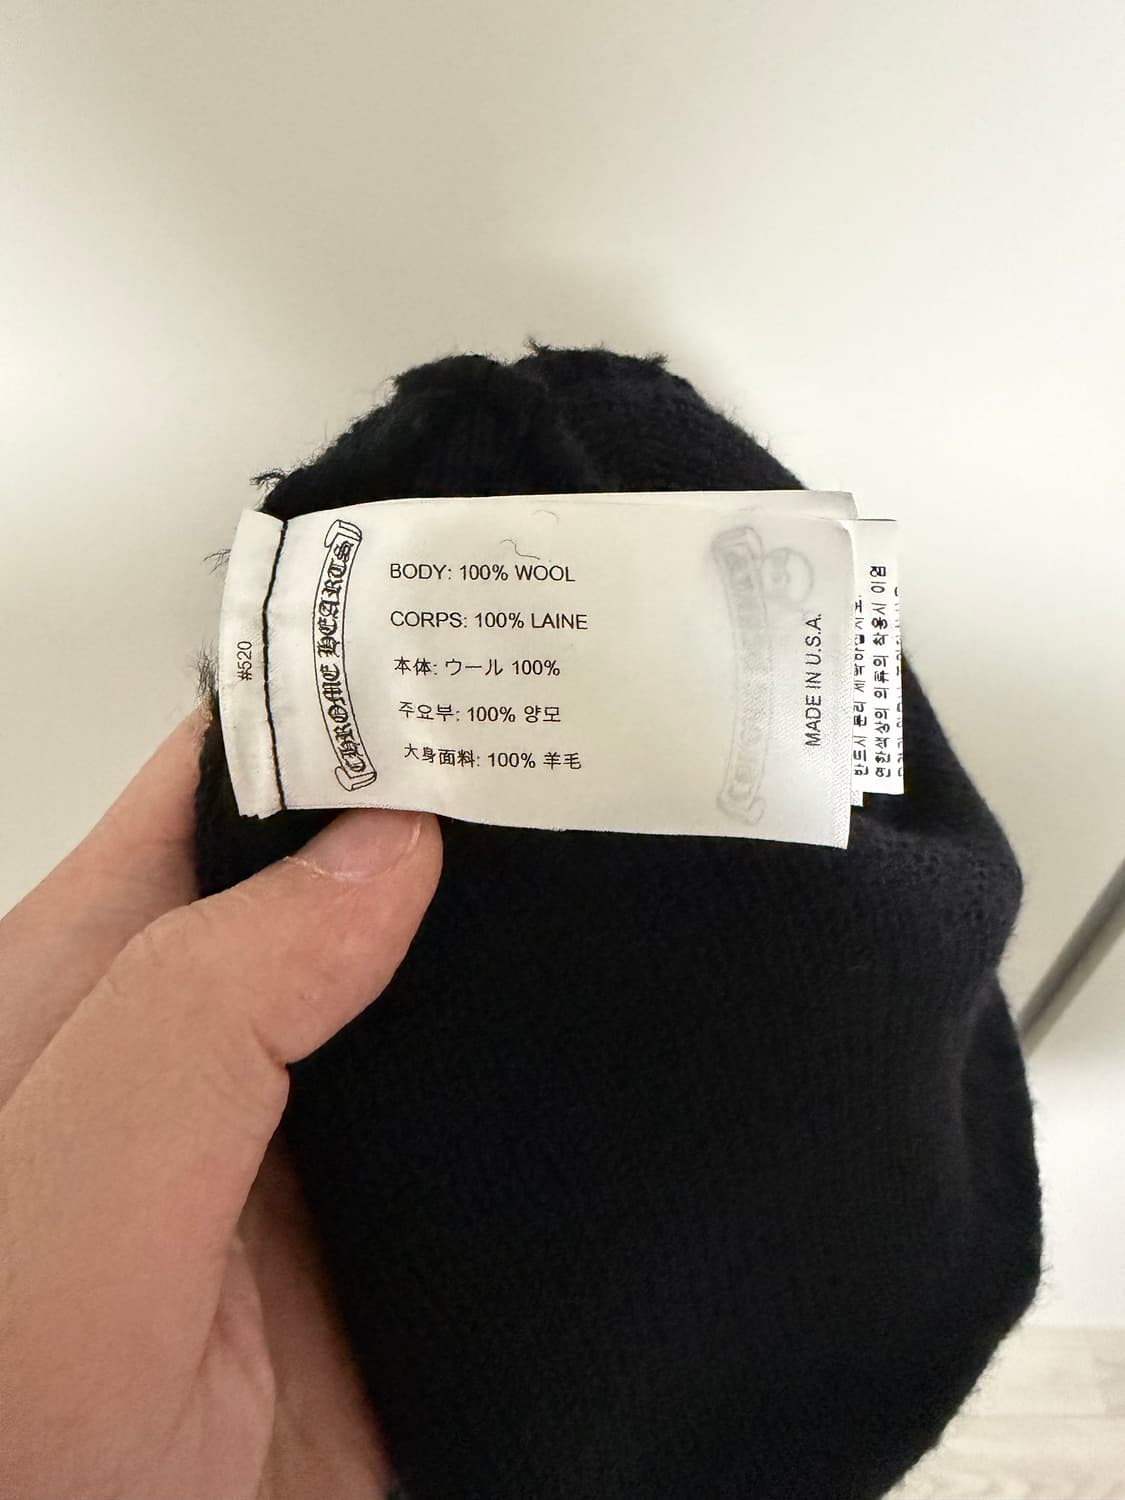 #520
CHROME HEARTS
BODY: 100% WOOL
CORPS: 100% LAINE
本体: ウール 100%
주요부: 100% 양모
大身面料: 100% 羊毛
MADE IN U.S.A.